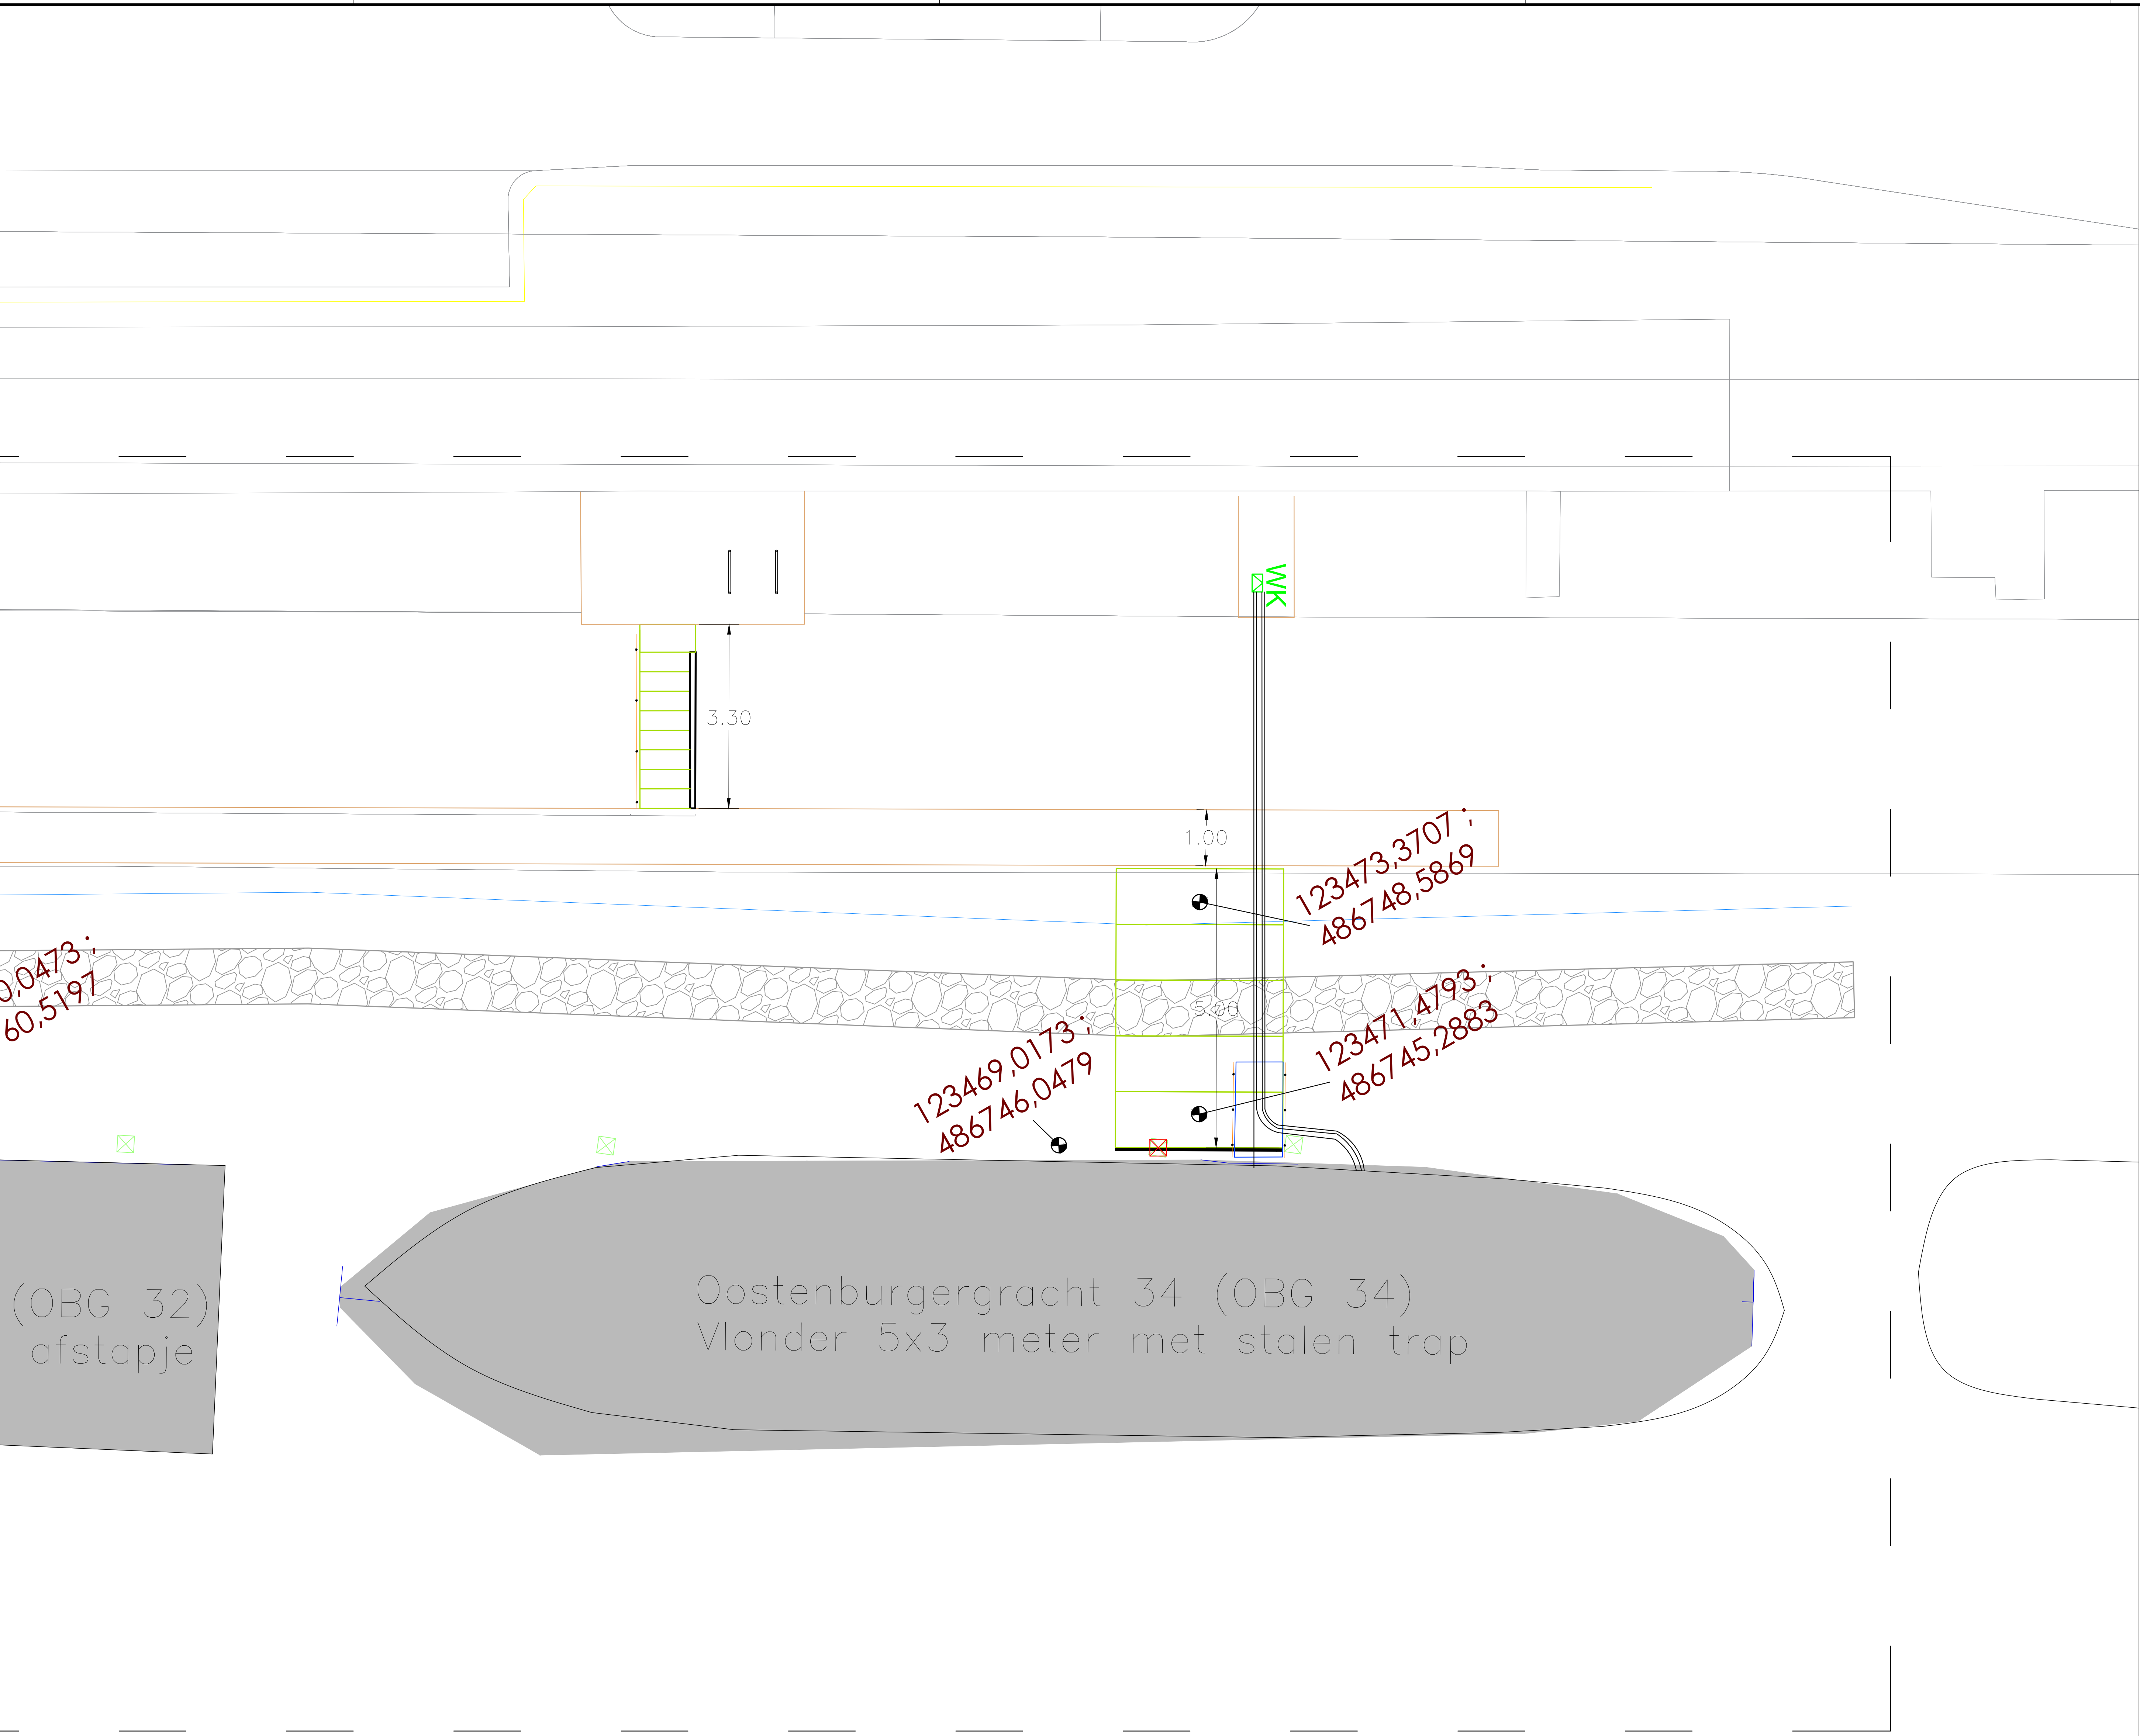 WK
3.30
1.00
123473,3707 ;
486748,5869
0,0473 ;
60,5197
5.00
123471,4793 ;
486745,2883
123469,0173 ;
486746,0479
(OBG 32)
afstapje
Oostenburgergracht 34 (OBG 34)
Vlonder 5x3 meter met stalen trap